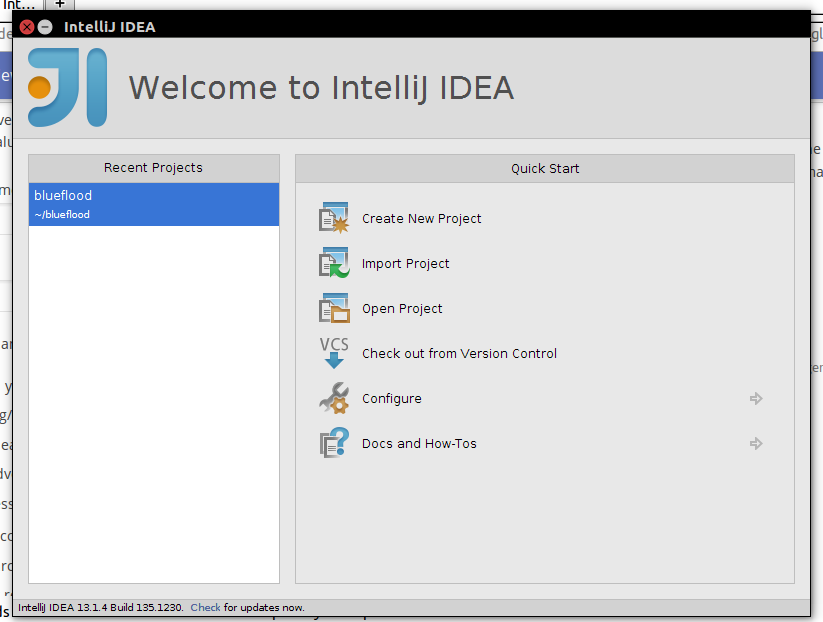 Int...
IntelliJ IDEA
Welcome to IntelliJ IDEA
Recent Projects
blueflood
~/blueflood
Quick Start
Create New Project
Import Project
Open Project
VCS
Check out from Version Control
Configure
Docs and How-Tos
IntelliJ IDEA 13.1.4 Build 135.1230. Check for updates now.